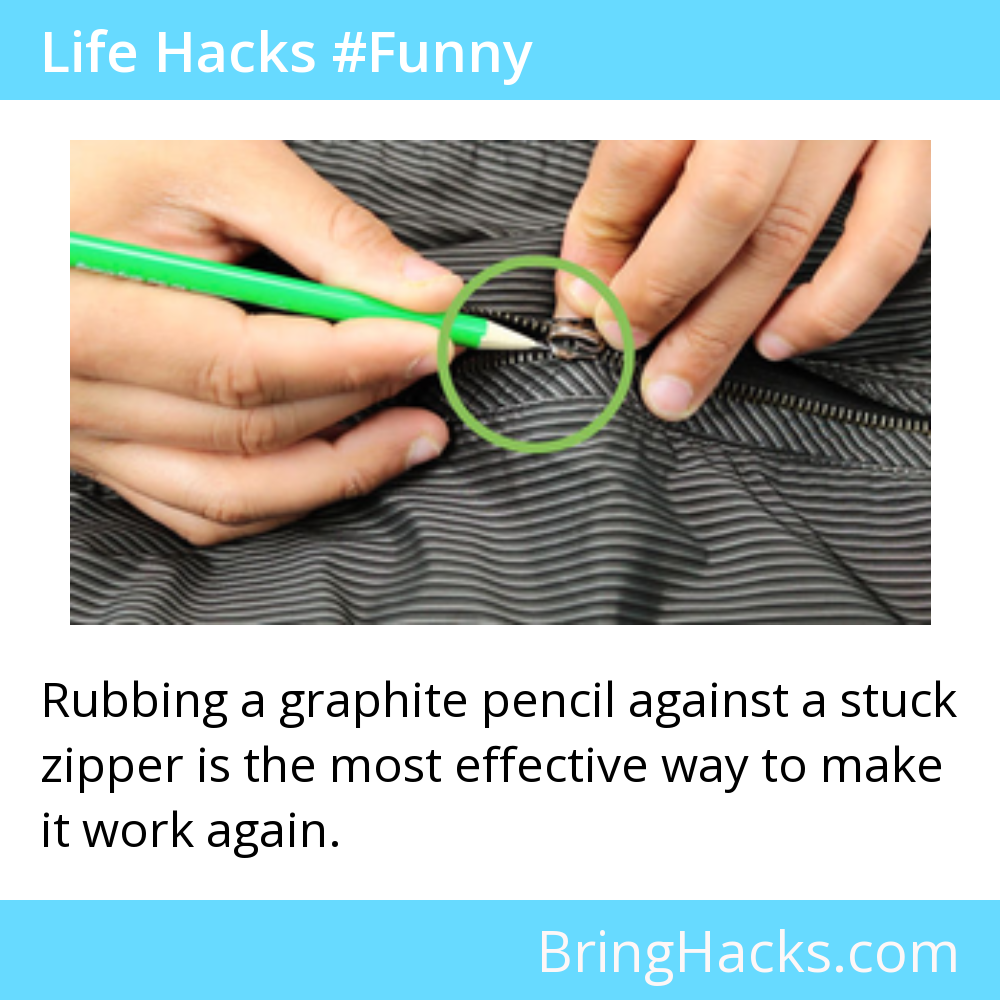 Life Hacks #Funny
Rubbing a graphite pencil against a stuck
zipper is the most effective way to make
it work again.
BringHacks.com